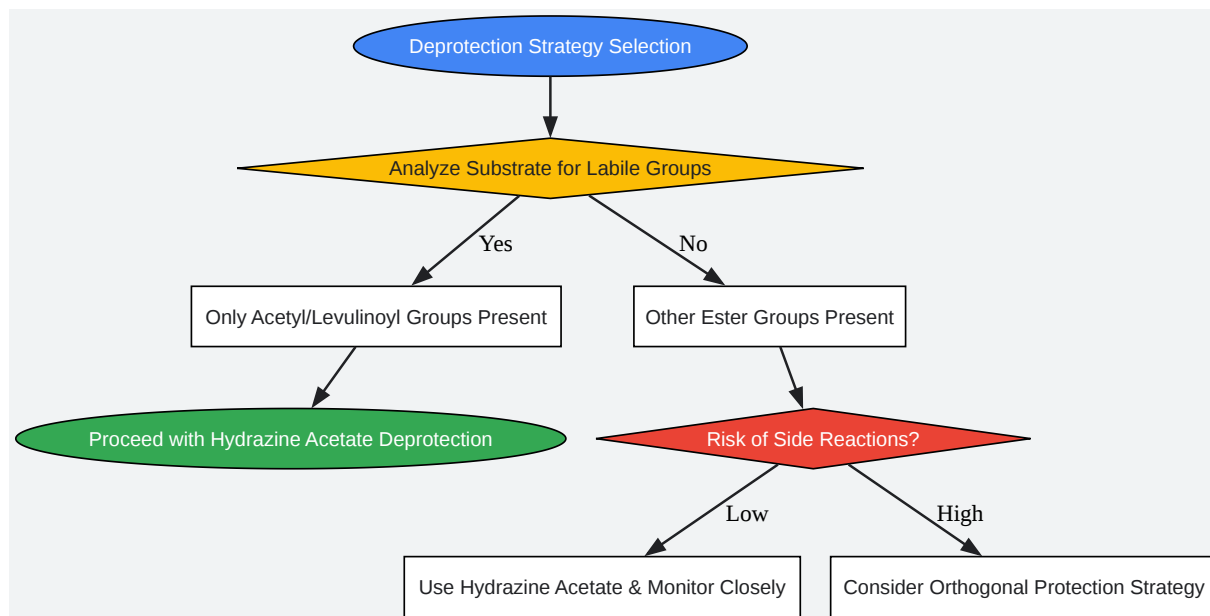 Deprotection Strategy Selection
Analyze Substrate for Labile Groups
Yes
No
Only Acetyl/Levulinoyl Groups Present
Other Ester Groups Present
Proceed with Hydrazine Acetate Deprotection
Risk of Side Reactions?
Low
High
Use Hydrazine Acetate & Monitor Closely
Consider Orthogonal Protection Strategy